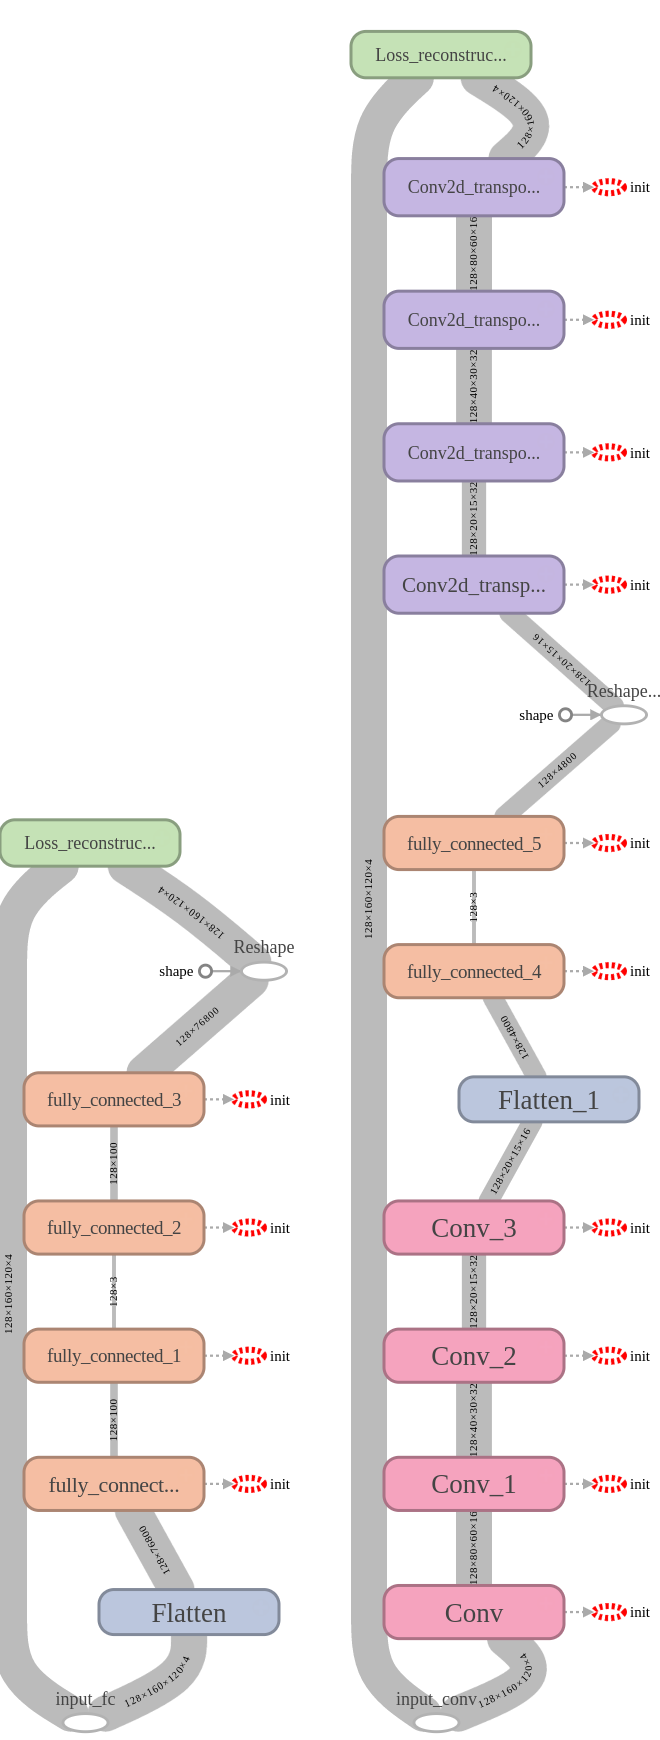 Loss_reconstruc...
128×160×120×4
Conv2d_transpo...
init
128×80×60×16
Conv2d_transpo...
init
128×40×30×32
Conv2d_transpo...
init
128×20×15×32
Conv2d_transp...
init
128×20×15×16
Reshape...
shape
128×4800
fully_connected_5
init
128×3
128×160×120×4
fully_connected_4
init
128×4800
Flatten_1
128×20×15×16
Conv_3
init
128×20×15×32
Conv_2
init
128×40×30×32
Conv_1
init
128×80×60×16
Conv
init
128×160×120×4
input_conv
Loss_reconstruc...
128×160×120×4
Reshape
shape
128×76800
fully_connected_3
init
128×100
fully_connected_2
init
128×3
128×160×120×4
fully_connected_1
init
128×100
fully_connect...
init
128×76800
Flatten
128×160×120×4
input_fc